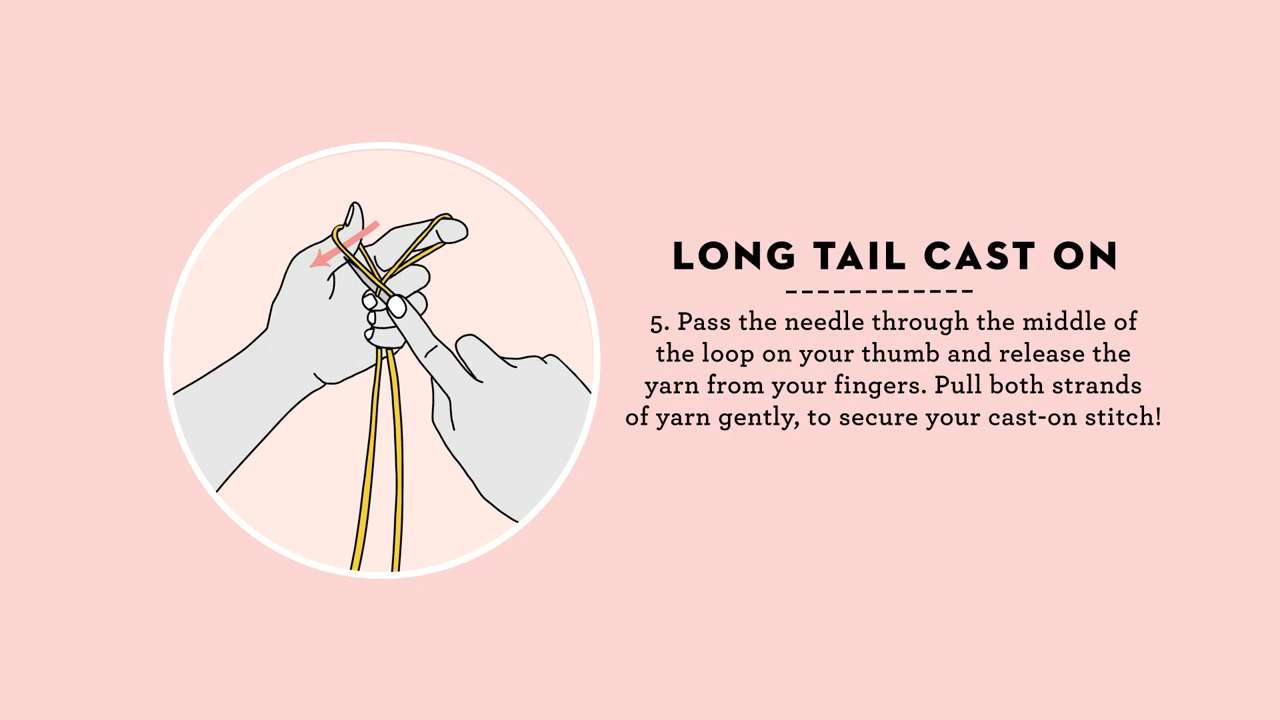 LONG TAIL CAST ON
5. Pass the needle through the middle of
the loop on your thumb and release the
yarn from your fingers. Pull both strands
of yarn gently, to secure your cast-on stitch!